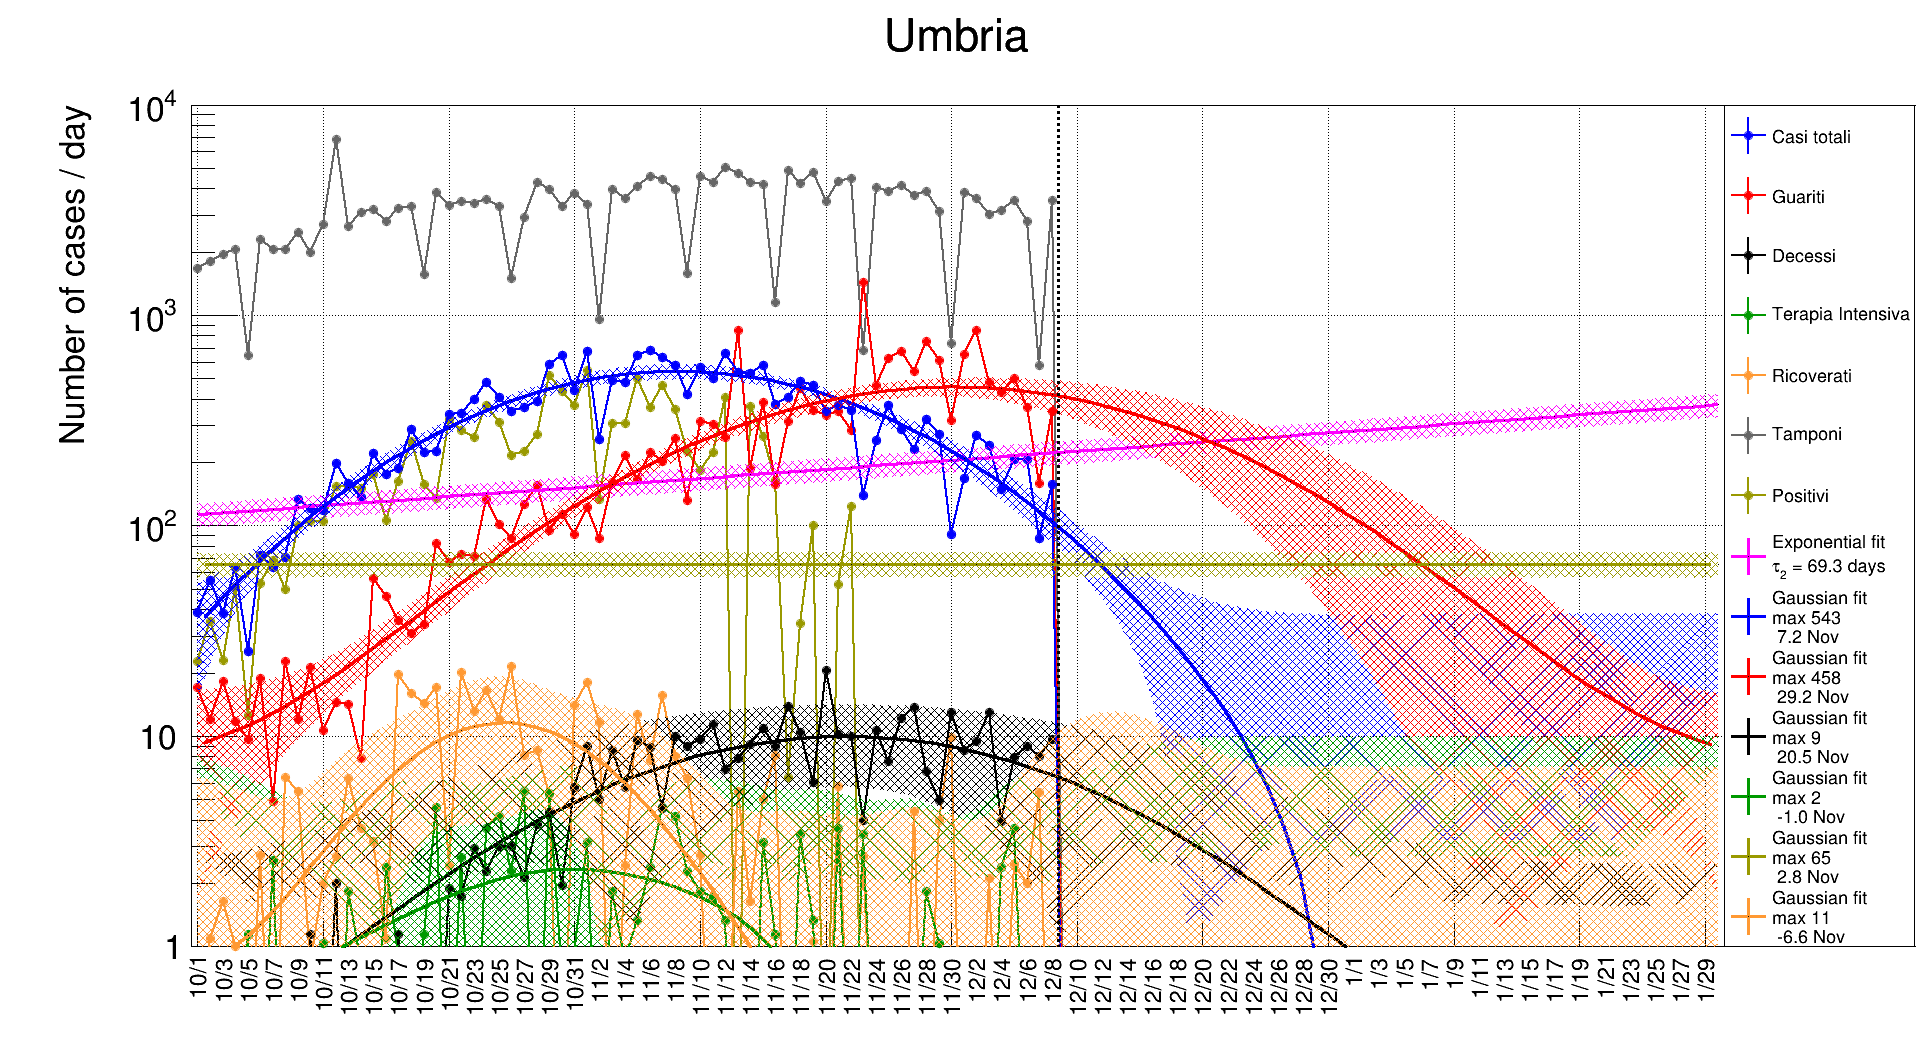 Umbria
Number of cases / day
10^4
10^3
10^2
10
1
10/1
10/3
10/5
10/7
10/9
10/11
10/13
10/15
10/17
10/19
10/21
10/23
10/25
10/27
10/29
10/31
11/2
11/4
11/6
11/8
11/10
11/12
11/14
11/16
11/18
11/20
11/22
11/24
11/26
11/28
11/30
12/2
12/4
12/6
12/8
12/10
12/12
12/14
12/16
12/18
12/20
12/22
12/24
12/26
12/28
12/30
1/1
1/3
1/5
1/7
1/9
1/11
1/13
1/15
1/17
1/19
1/21
1/23
1/25
1/27
1/29
Casi totali
Guariti
Decessi
Terapia Intensiva
Ricoverati
Tamponi
Positivi
Exponential fit
τ2 = 69.3 days
Gaussian fit
max 543
7.2 Nov
Gaussian fit
max 458
29.2 Nov
Gaussian fit
max 9
20.5 Nov
Gaussian fit
max 2
-1.0 Nov
Gaussian fit
max 65
2.8 Nov
Gaussian fit
max 11
-6.6 Nov